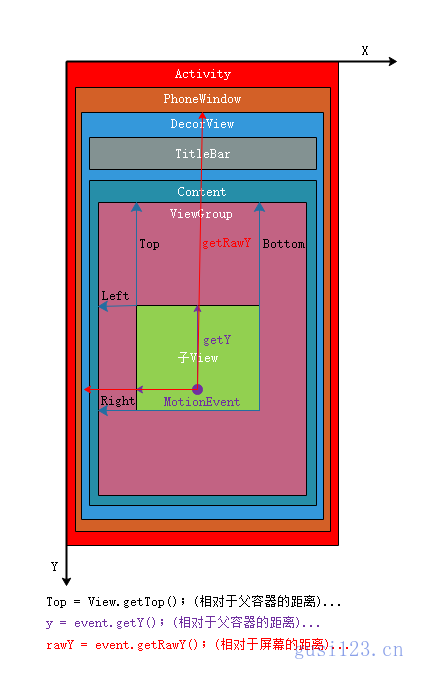 X
Activity
PhoneWindow
DecorView
TitleBar
Content
ViewGroup
Top
getRawY
Bottom
Left
getY
子View
Right
MotionEvent
Y
Top = View.getTop(); (相对于父容器的距离)...
y = event.getY(); (相对于父容器的距离)...
rawY = event.getRawY(); (相对于屏幕的距离)...
gdsi123.cn